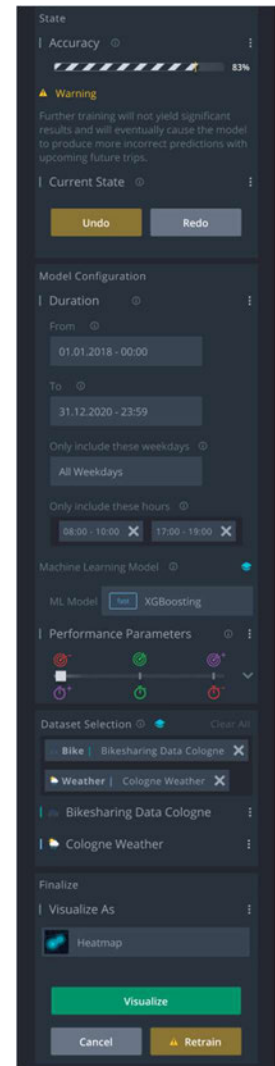 State
Accuracy
83%
Warning
Further training will not yield significant
results and will eventually cause the model
to produce more incorrect predictions with
upcoming future trips.
Current State
Undo Redo
Model Configuration
Duration
From
01.01.2018 - 00:00
To
31.12.2020 - 23:59
Only include these weekdays
All Weekdays
Only include these hours
08:00 - 10:00 17:00 - 19:00
Machine Learning Model
ML Model fast XGBoosting
Performance Parameters
Dataset Selection Clear All
Bike | Bikesharing Data Cologne
Weather | Cologne Weather
Bikesharing Data Cologne
Cologne Weather
Finalize
Visualize As
Heatmap
Visualize
Cancel Retrain